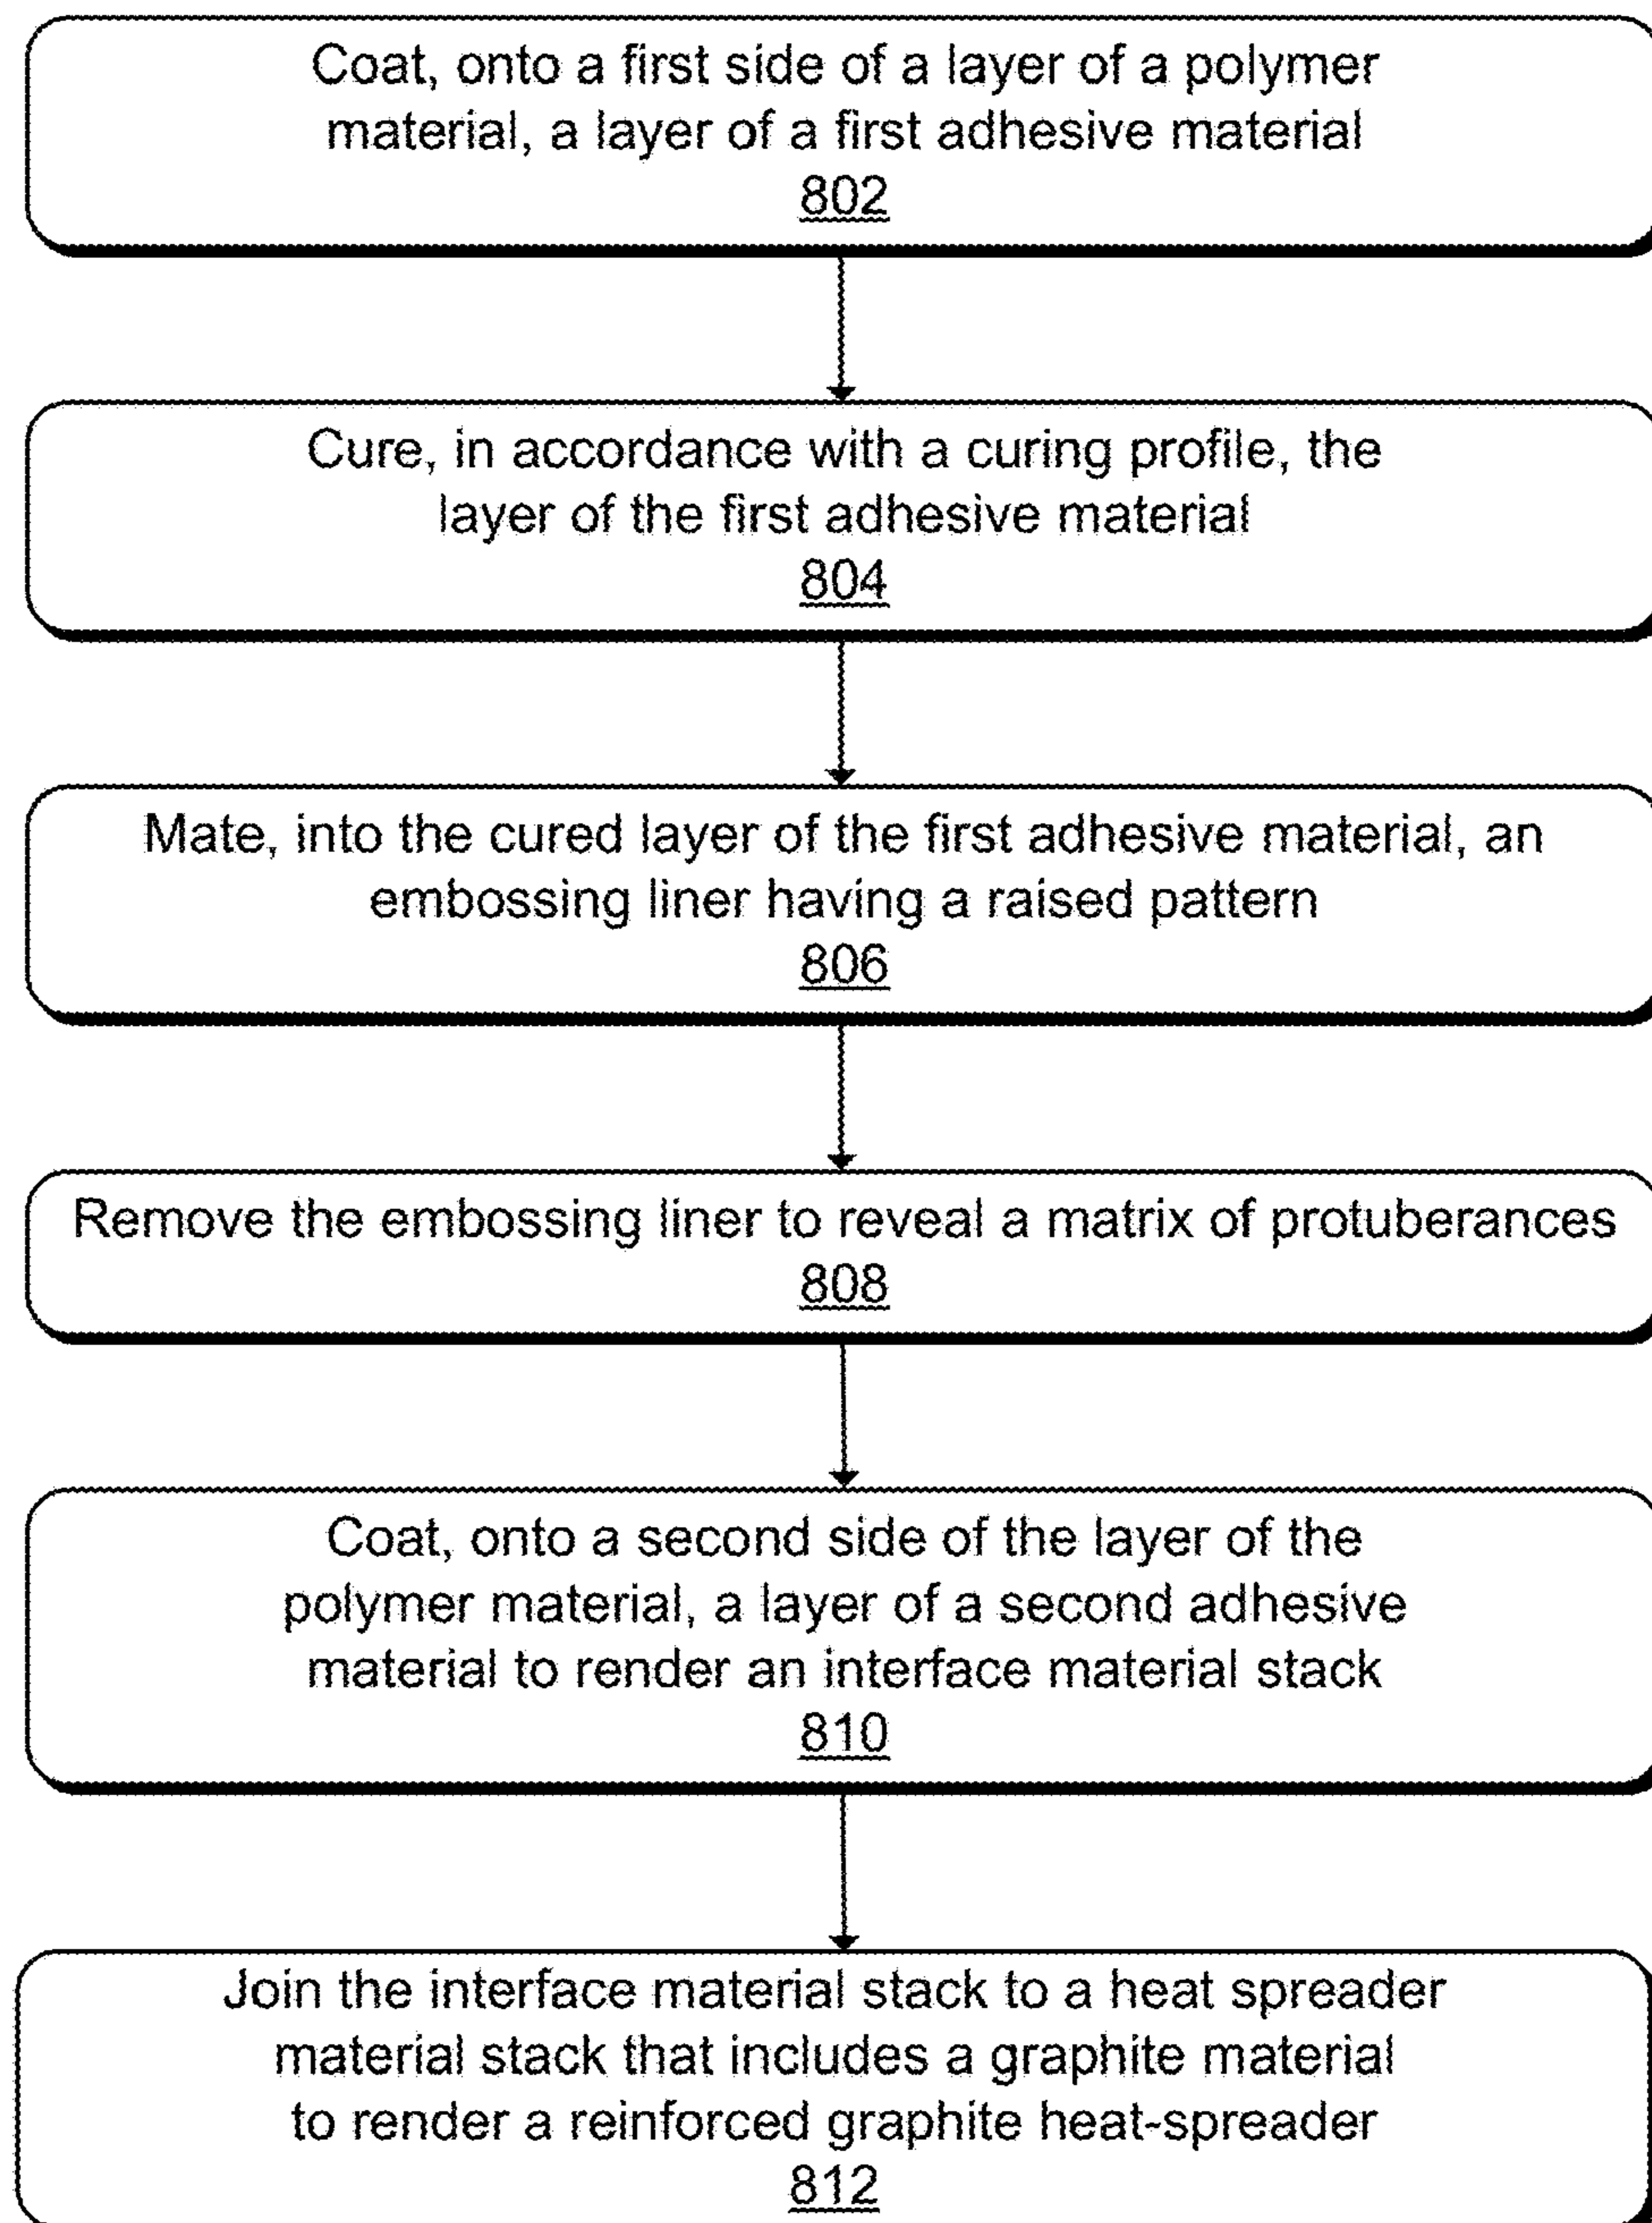 Coat, onto a first side of a layer of a polymer
material, a layer of a first adhesive material
802
Cure, in accordance with a curing profile, the
layer of the first adhesive material
804
Mate, into the cured layer of the first adhesive material, an
embossing liner having a raised pattern
806
Remove the embossing liner to reveal a matrix of protuberances
808
Coat, onto a second side of the layer of the
polymer material, a layer of a second adhesive
material to render an interface material stack
810
Join the interface material stack to a heat spreader
material stack that includes a graphite material
to render a reinforced graphite heat-spreader
812